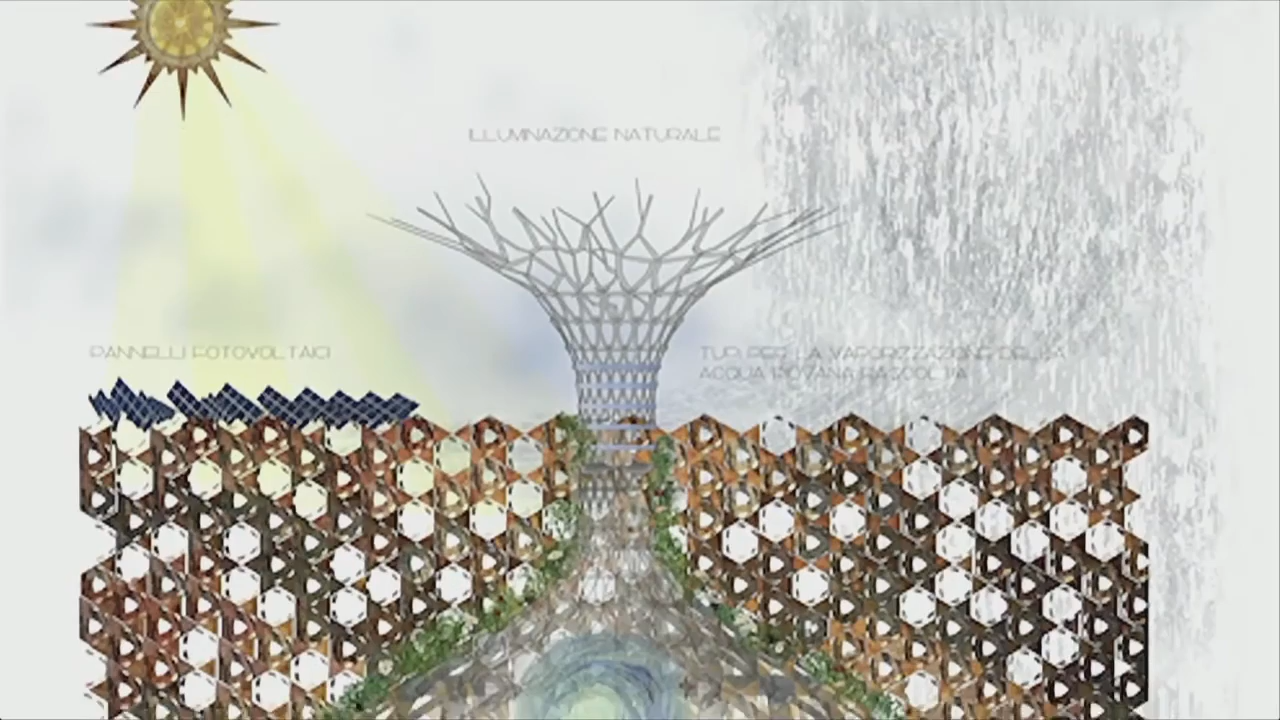 ILLUMINAZIONE NATURALE
PANNELLI FOTOVOLTAICI
TUBI PER LA VAPORIZZAZIONE DELLA
ACQUA PIOVANA RACCOLTA